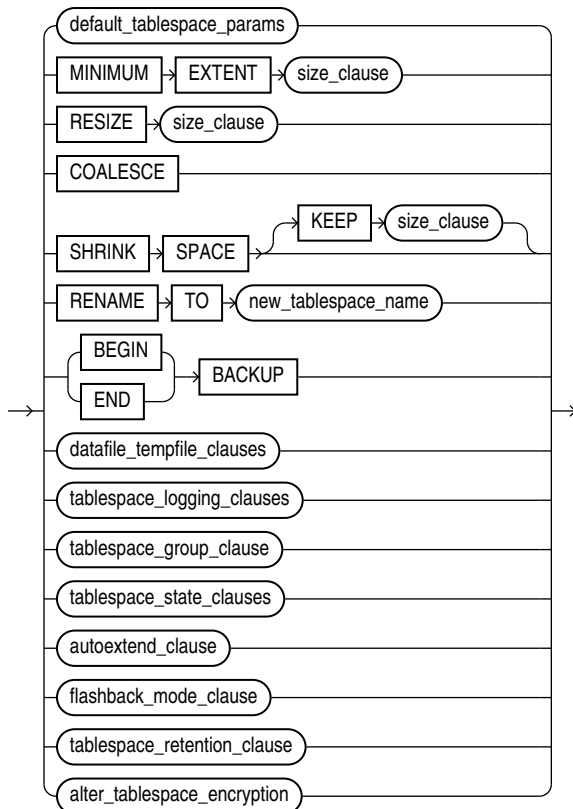 default_tablespace_params
MINIMUM EXTENT size_clause
RESIZE size_clause
COALESCE
KEEP size_clause
SHRINK SPACE
RENAME TO new_tablespace_name
BEGIN
BACKUP
END
datafile_tempfile_clauses
tablespace_logging_clauses
tablespace_group_clause
tablespace_state_clauses
autoextend_clause
flashback_mode_clause
tablespace_retention_clause
alter_tablespace_encryption